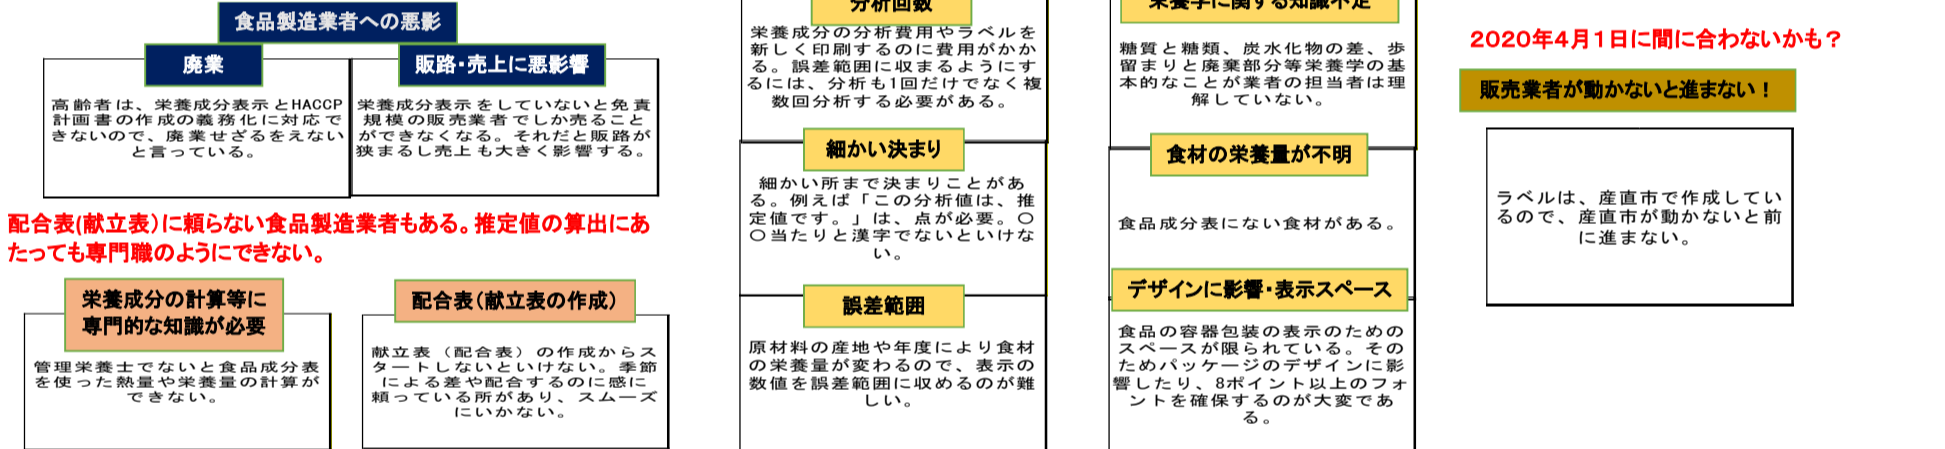 食品製造業者への悪影
廃業
高齢者は、栄養成分表示とHACCP
計画書の作成の義務化に対応で
きないので、廃業せざるをえない
と言っている。
販路・売上に悪影響
栄養成分表示をしていないと免責
規模の販売業者でしか売ること
ができなくなる。それだと販路が
狭まるし売上も大きく影響する。
配合表(献立表）に頼らない食品製造業者もある。推定値の算出にあ
たっても専門職のようにできない。
栄養成分の計算等に
専門的な知識が必要
管理栄養士でないと食品成分表
を使った熱量や栄養量の計算が
できない。
配合表（献立表の作成）
献立表（配合表）の作成からス
タートしないといけない。季節
による差や配合するのに感に
頼っている所があり、スムーズ
にいかない。
分析回数
栄養成分の分析費用やラベルを
新しく印刷するのに費用がかか
る。誤差範囲に収まるようにす
るには、分析も1回だけでなく複
数回分析する必要がある。
細かい決まり
細かい所まで決まりことがあ
る。例えば「この分析値は、推
定値です。」は、点が必要。〇
〇当たりと漢字でないといけな
い。
誤差範囲
原材料の産地や年度により食材
の栄養量が変わるので、表示の
数値を誤差範囲に収めるのが難
しい。
栄養学に関する知識不足
糖質と糖類、炭水化物の差、歩
留まりと廃棄部分等栄養学の基
本的なことが業者の担当者は理
解していない。
食材の栄養量が不明
食品成分表にない食材がある。
デザインに影響・表示スペース
食品の容器包装の表示のための
スペースが限られている。その
ためパッケージのデザインに影
響したり、8ポイント以上のフォ
ントを確保するのが大変であ
る。
２０２０年４月１日に間に合わないかも？
販売業者が動かないと進まない！
ラベルは、産直市で作成してい
るので、産直市が動かないと前
に進まない。